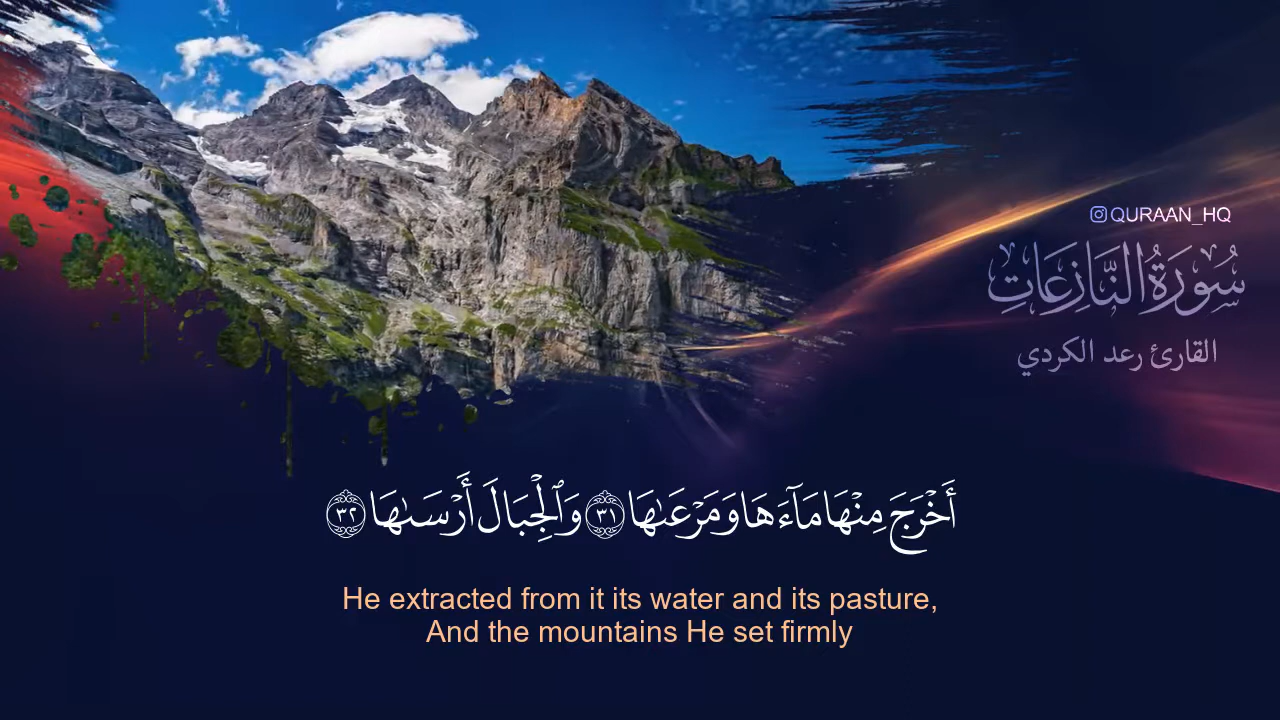 QURAAN_HQ
سُورَةُ النَّازِعَات
القارئ رعد الكردي
أَخْرَجَ مِنْهَا مَآءَهَا وَمَرْعَىٰهَا ٣١ وَٱلْجِبَالَ أَرْسَىٰهَا ٣٢
He extracted from it its water and its pasture,
And the mountains He set firmly